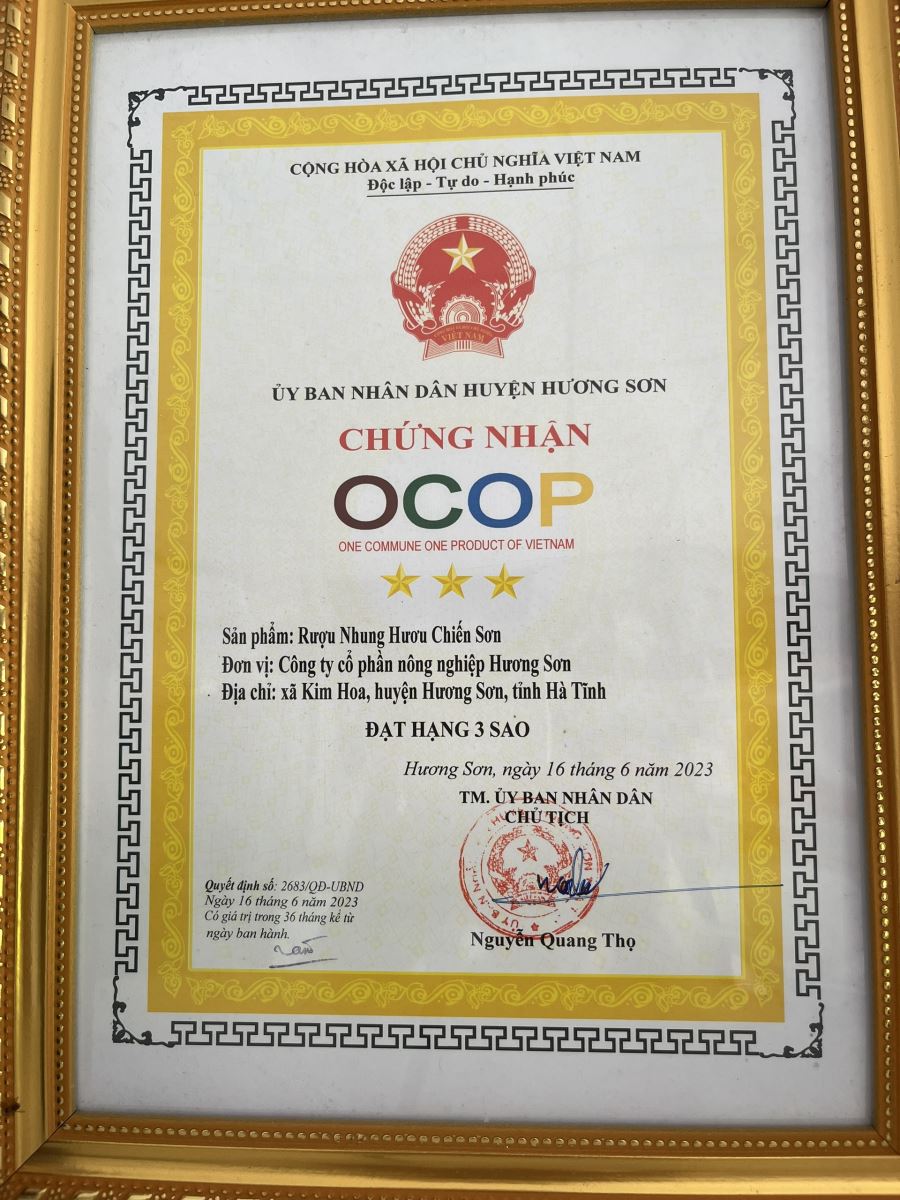 CỘNG HÒA XÃ HỘI CHỦ NGHĨA VIỆT NAM
Độc lập - Tự do - Hạnh phúc
VIỆT NAM
ỦY BAN NHÂN DÂN HUYỆN HƯƠNG SƠN
CHỨNG NHẬN
OCOP
ONE COMMUNE ONE PRODUCT OF VIETNAM
Sản phẩm: Rượu Nhung Hươu Chiến Sơn
Đơn vị: Công ty cổ phần nông nghiệp Hương Sơn
Địa chỉ: xã Kim Hoa, huyện Hương Sơn, tỉnh Hà Tĩnh
ĐẠT HẠNG 3 SAO
Hương Sơn, ngày 16 tháng 6 năm 2023
TM. ỦY BAN NHÂN DÂN
CHỦ TỊCH
Quyết định số: 2683/QĐ-UBND
Ngày 16 tháng 6 năm 2023
Có giá trị trong 36 tháng kể từ
ngày ban hành.
Nguyễn Quang Thọ